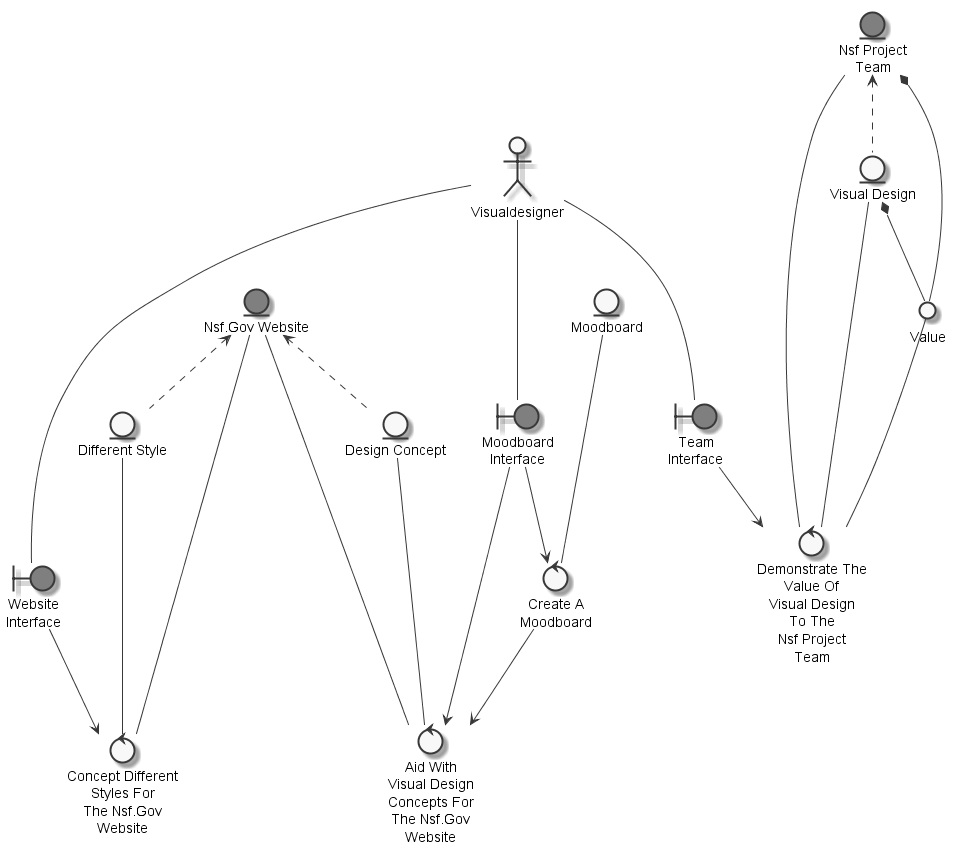 Nsf Project
Team
Visual Design
Visualdesigner
Nsf.Gov Website
Moodboard
Value
Different Style
Design Concept
Moodboard
Interface
Team
Interface
Website
Interface
Create A
Moodboard
Demonstrate The
Value Of
Visual Design
To The
Nsf Project
Team
Concept Different
Styles For
The Nsf.Gov
Website
Aid With
Visual Design
Concepts For
The Nsf.Gov
Website